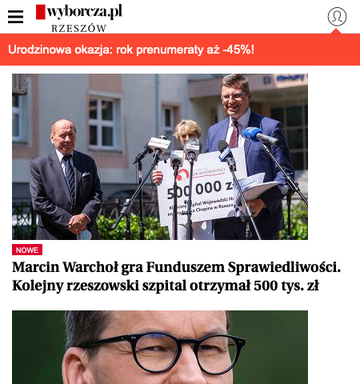 wyborcza.pl
RZESZÓW
Urodzinowa okazja: rok prenumeraty aż -45%!
500 000 zł
NOWE
Marcin Warchoł gra Funduszem Sprawiedliwości.
Kolejny rzeszowski szpital otrzymał 500 tys. zł